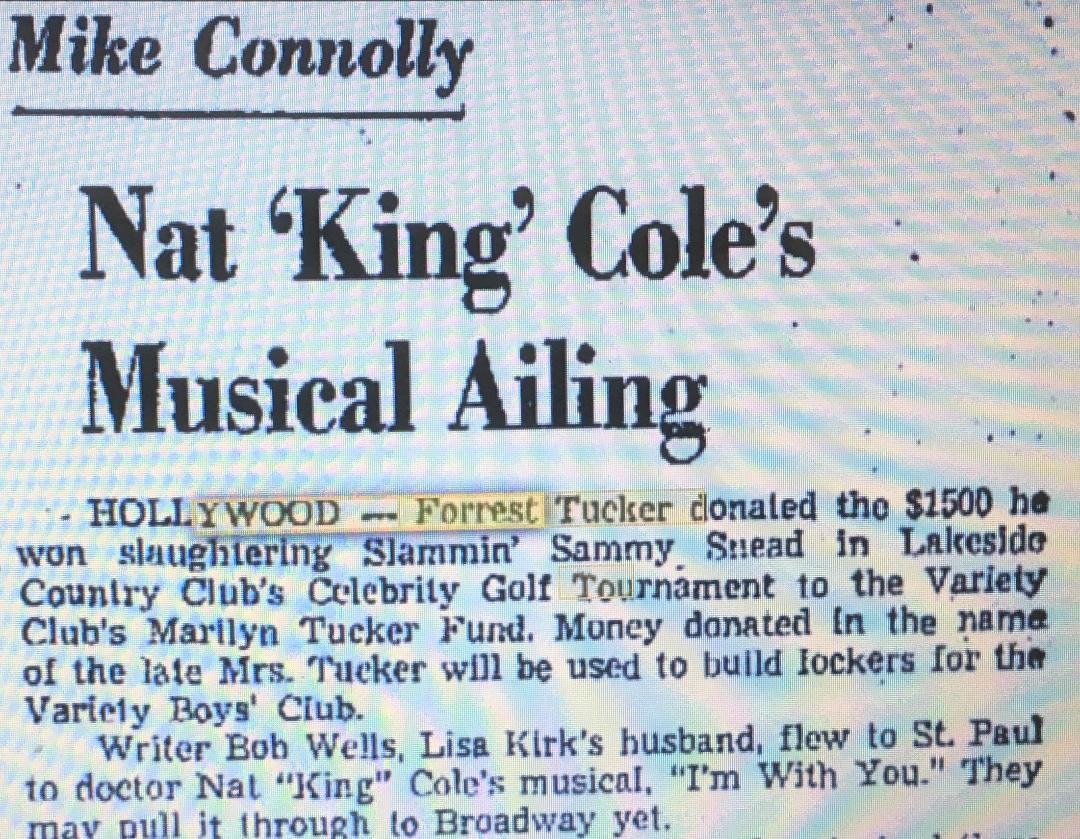 Mike Connolly
Nat ‘King’ Cole’s
Musical Ailing
HOLLYWOOD — Forrest Tucker donated the $1500 he
won slaughtering Slammin' Sammy Snead in Lakeside
Country Club's Celebrity Golf Tournament to the Variety
Club's Marilyn Tucker Fund. Money donated in the name
of the late Mrs. Tucker will be used to build lockers for the
Variety Boys' Club.
Writer Bob Wells, Lisa Kirk's husband, flew to St. Paul
to doctor Nat "King" Cole's musical, "I'm With You." They
may pull it through to Broadway yet.